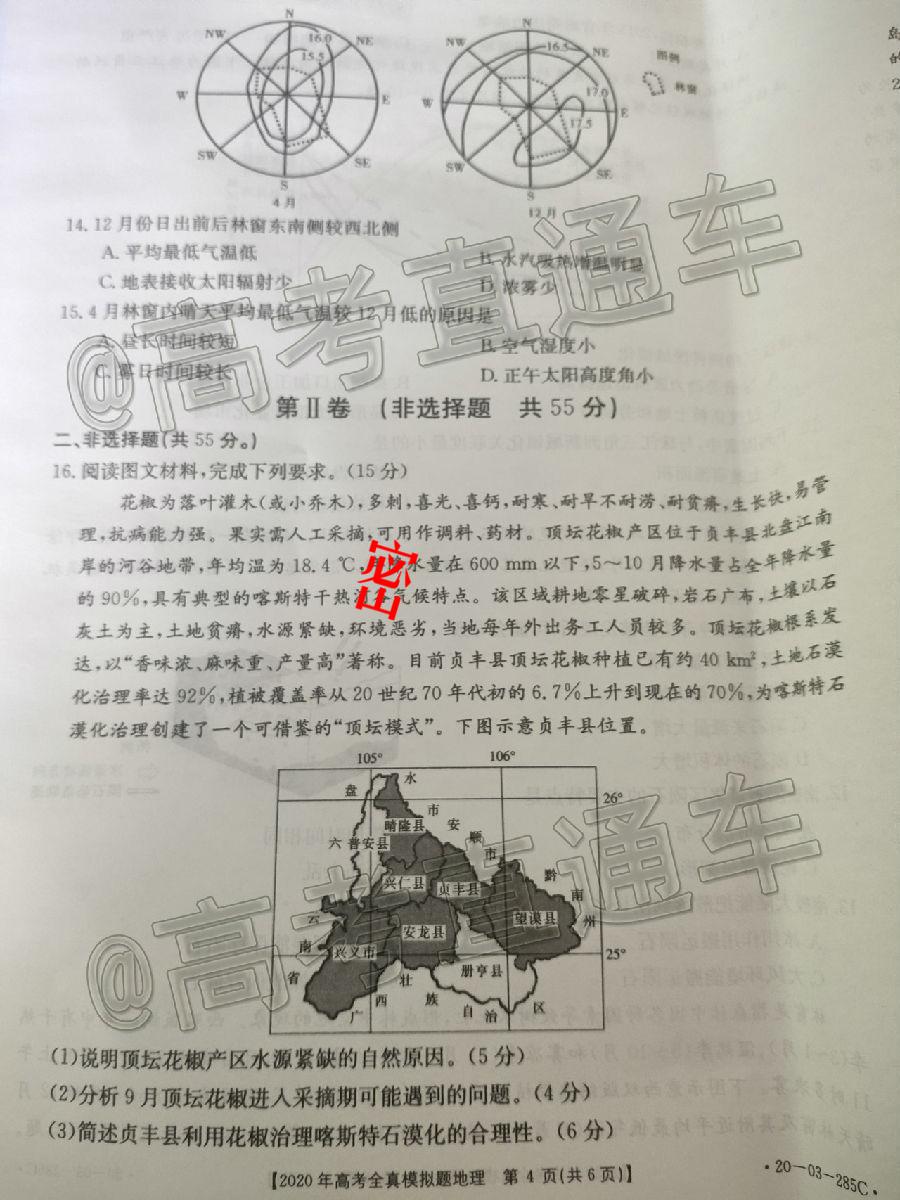 N
NW
NE
16.0
15.5
W
E
SW
SE
S
4月
N
NW
NE
16.5
17.0
17.5
W
E
SW
SE
S
12月
图例
林窗
14.12月份日出前后林窗东南侧较西北侧
A.平均最低气温低
B.水汽吸热增温明显
C.地表接收太阳辐射少
D.浓雾少
15.4月林窗内晴天平均最低气温较12月低的原因是
A.昼长时间较短
B.空气湿度小
C.雾日时间较长
D.正午太阳高度角小
第Ⅱ卷 (非选择题 共55分)
二、非选择题(共55分。)
16.阅读图文材料,完成下列要求。(15分)
花椒为落叶灌木(或小乔木),多刺,喜光、喜钙,耐寒、耐旱不耐涝、耐贫瘠,生长快,易管
理,抗病能力强。果实需人工采摘,可用作调料、药材。顶坛花椒产区位于贞丰县北盘江南
岸的河谷地带,年均温为18.4℃,年降水量在600mm以下,5~10月降水量占全年降水量
的90%,具有典型的喀斯特干热河谷气候特点。该区域耕地零星破碎,岩石广布,土壤以石
灰土为主,土地贫瘠,水源紧缺,环境恶劣,当地每年外出务工人员较多。顶坛花椒根系发
达,以“香味浓、麻味重、产量高”著称。目前贞丰县顶坛花椒种植已有约40km²,土地石漠
化治理率达92%,植被覆盖率从20世纪70年代初的6.7%上升到现在的70%,为喀斯特石
漠化治理创建了一个可借鉴的“顶坛模式”。下图示意贞丰县位置。
密
105°
106°
26°
25°
六
盘
水
市
安
顺
市
黔
南
州
云
南
省
广
西
壮
族
自
治
区
晴隆县
普安县
兴仁县
贞丰县
望谟县
安龙县
兴义市
册亨县
(1)说明顶坛花椒产区水源紧缺的自然原因。(5分)
(2)分析9月顶坛花椒进入采摘期可能遇到的问题。(4分)
(3)简述贞丰县利用花椒治理喀斯特石漠化的合理性。(6分)
【2020年高考全真模拟题地理 第4页(共6页)】
·20-03-285C·
@高考直通车
@高考直通车